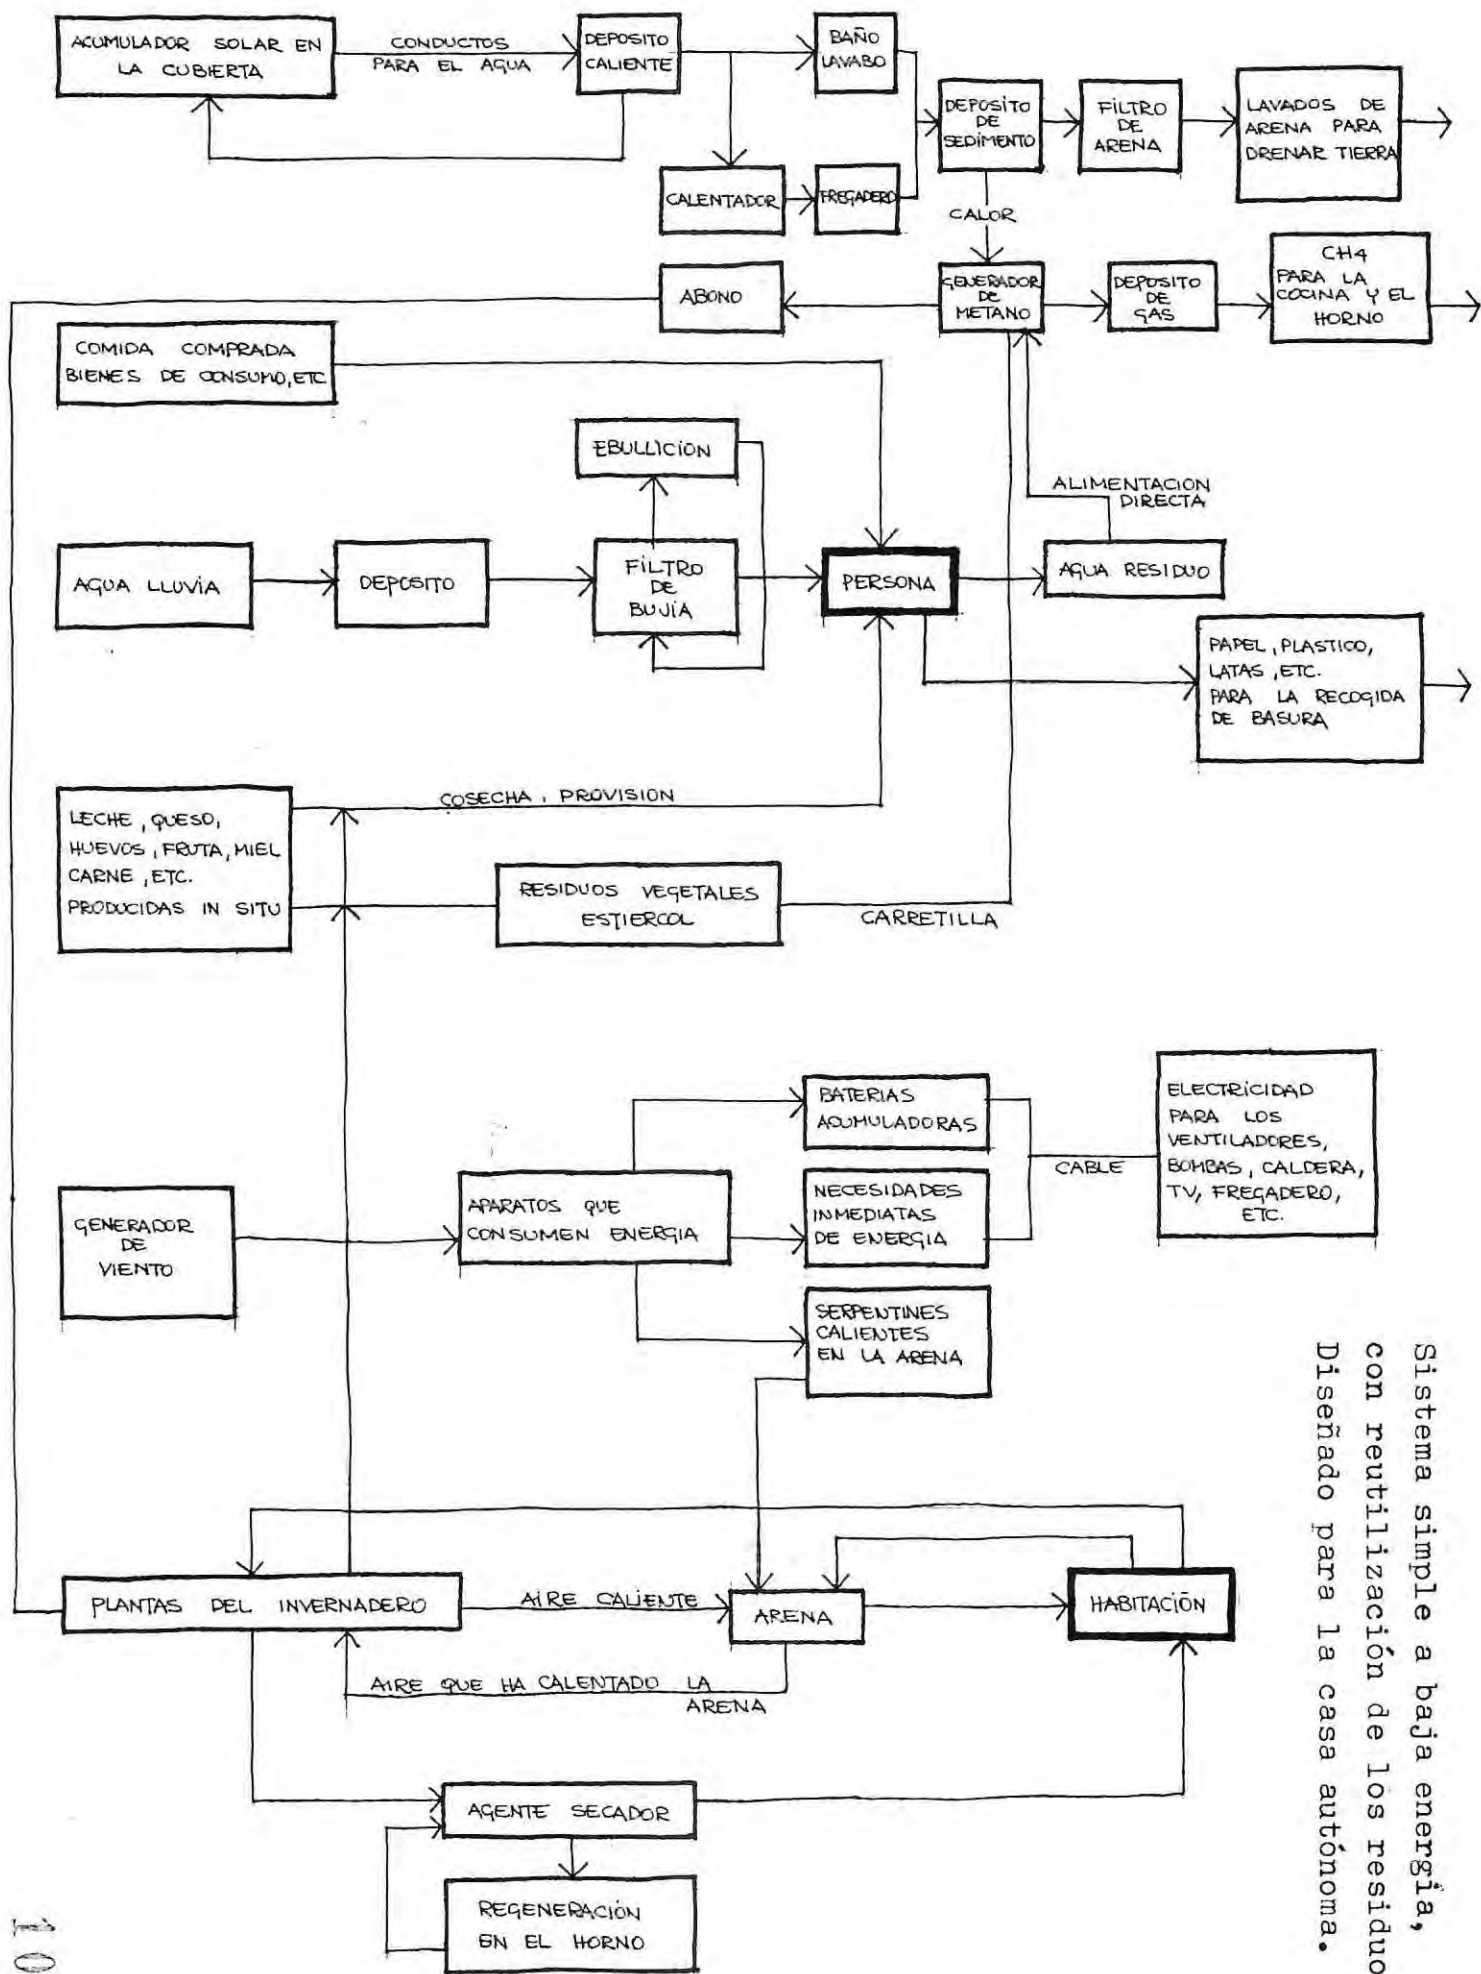 ACUMULADOR SOLAR EN
LA CUBIERTA
CONDUCTOS
PARA EL AGUA
DEPOSITO
CALIENTE
BAÑO
LAVABO
DEPOSITO
DE
SEDIMENTO
FILTRO
DE
ARENA
LAVADOS DE
ARENA PARA
DRENAR TIERRA
CALENTADOR
FREGADERO
CALOR
ABONO
GENERADOR
DE
METANO
DEPOSITO
DE
GAS
CH4
PARA LA
COCINA Y EL
HORNO
COMIDA COMPRADA
BIENES DE CONSUMO, ETC
EBULLICION
ALIMENTACION
DIRECTA
AGUA LLUVIA
DEPOSITO
FILTRO
DE
BUJIA
PERSONA
AGUA RESIDUO
PAPEL, PLASTICO,
LATAS, ETC.
PARA LA RECOGIDA
DE BASURA
LECHE, QUESO,
HUEVOS, FRUTA, MIEL
CARNE, ETC.
PRODUCIDAS IN SITU
COSECHA, PROVISION
RESIDUOS VEGETALES
ESTIERCOL
CARRETILLA
GENERADOR
DE
VIENTO
APARATOS QUE
CONSUMEN ENERGIA
BATERIAS
ACUMULADORAS
NECESIDADES
INMEDIATAS
DE ENERGIA
SERPENTINES
CALIENTES
EN LA ARENA
CABLE
ELECTRICIDAD
PARA LOS
VENTILADORES,
BOMBAS, CALDERA,
TV, FREGADERO,
ETC.
PLANTAS DEL INVERNADERO
AIRE CALIENTE
ARENA
HABITACIÓN
AIRE QUE HA CALENTADO LA
ARENA
AGENTE SECADOR
REGENERACIÓN
EN EL HORNO
Sistema simple a baja energía,
con reutilización de los residuo
Diseñado para la casa autónoma.
10